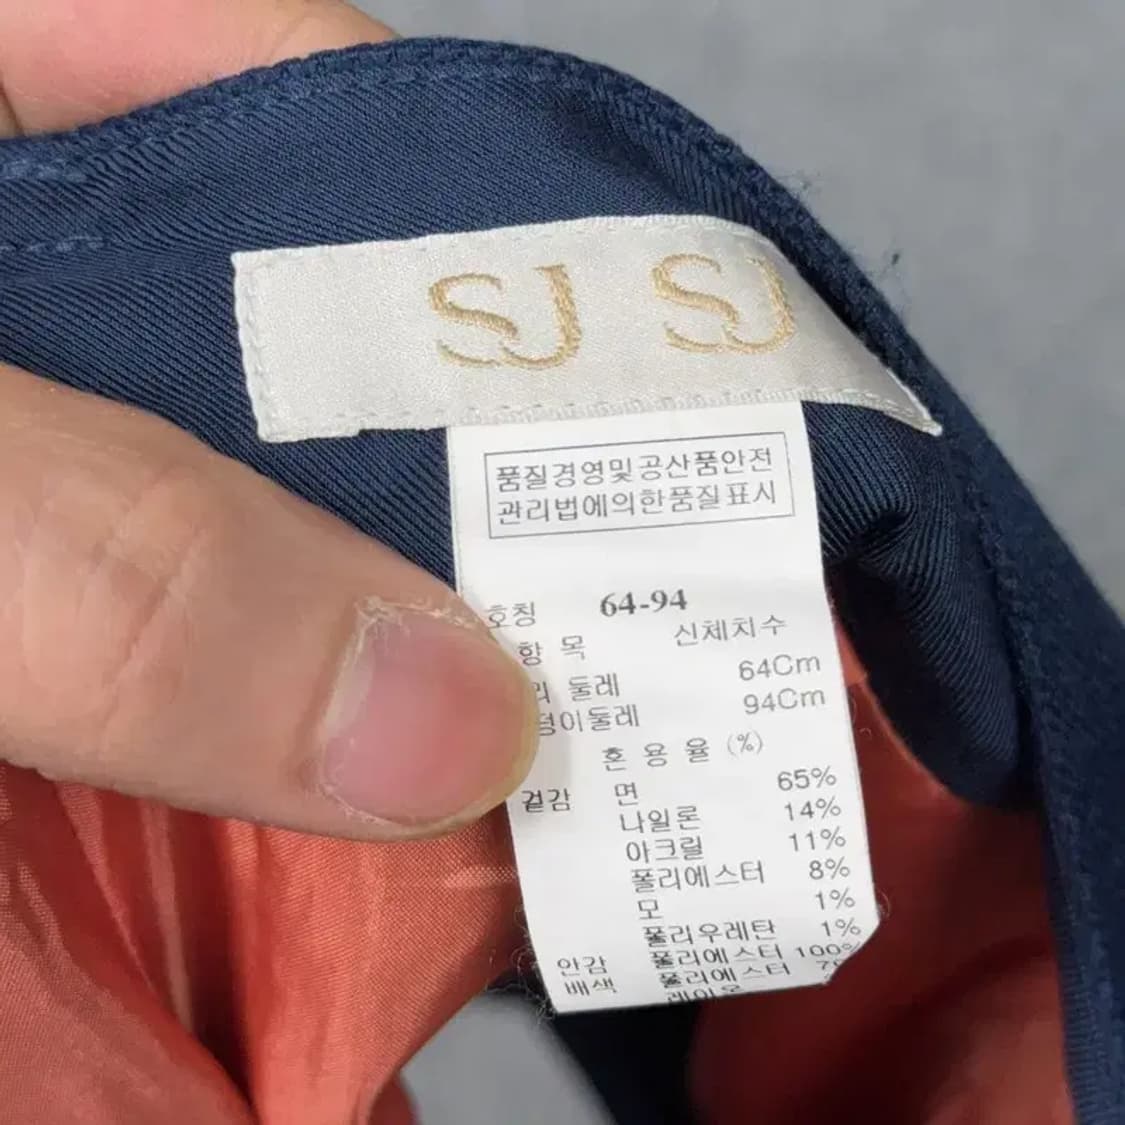 SJ SJ
품질경영및공산품안전
관리법에의한품질표시
호칭 64-94
항 목 신체치수
리 둘레 64Cm
덩이둘레 94Cm
혼 용 율 (%)
겉감 면 65%
나일론 14%
아크릴 11%
폴리에스터 8%
모 1%
폴리우레탄 1%
안감 폴리에스터 100%
배색 폴리에스터